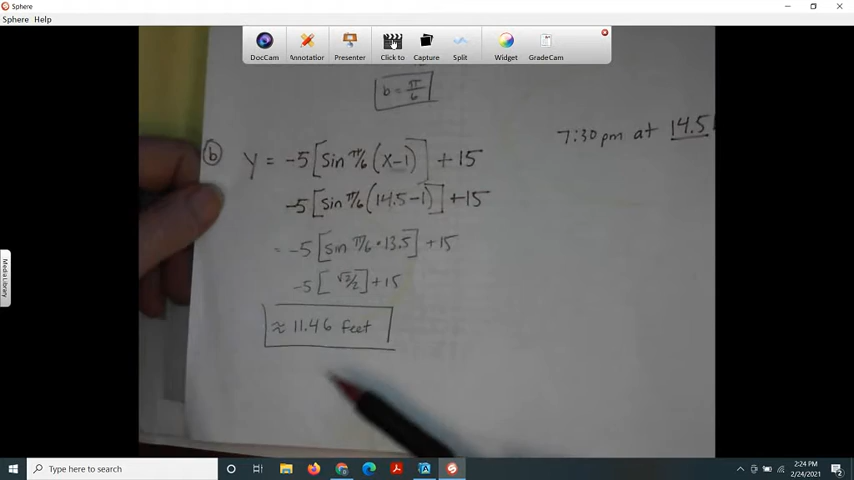 Sphere
Sphere Help
DocCam
Annotation
Presenter
Click to
Capture
Split
Widget
GradeCam
b = π/6
7:30 pm at 14.5
(b) y = -5[sin π/6 (x-1)] +15
-5[sin π/6 (14.5-1)] +15
= -5[sin π/6 • 13.5] +15
-5[√2/2] +15
≈ 11.46 feet
Media Library
Type here to search
2:24 PM
2/24/2021
2